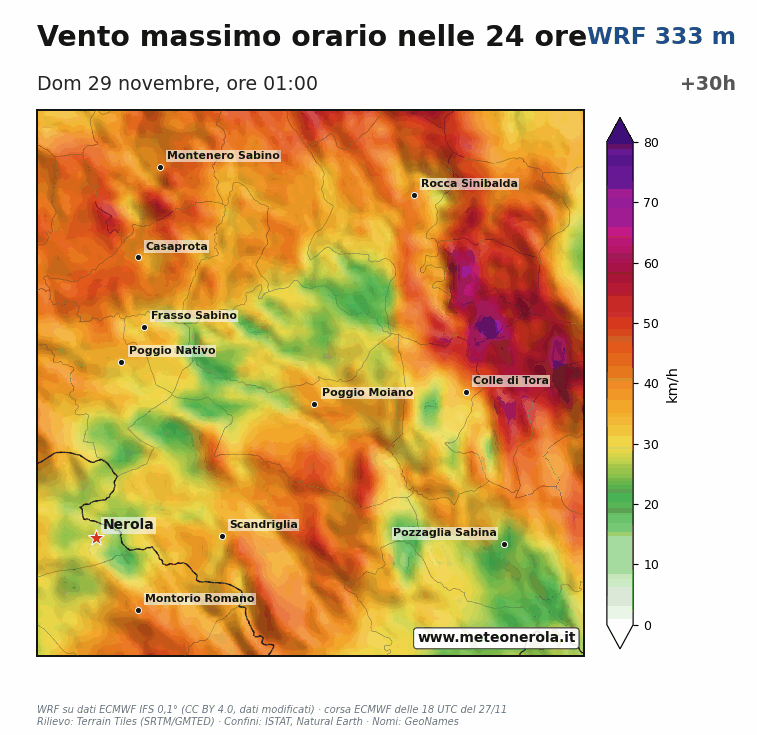 Vento massimo orario nelle 24 ore WRF 333 m
Dom 29 novembre, ore 01:00 +30h
Montenero Sabino
Rocca Sinibalda
Casaprota
Frasso Sabino
Poggio Nativo
Colle di Tora
Poggio Moiano
Nerola
Scandriglia
Pozzaglia Sabina
Montorio Romano
www.meteonerola.it
80
70
60
50
40
30
20
10
0
km/h
WRF su dati ECMWF IFS 0,1° (CC BY 4.0, dati modificati) · corsa ECMWF delle 18 UTC del 27/11
Rilievo: Terrain Tiles (SRTM/GMTED) · Confini: ISTAT, Natural Earth · Nomi: GeoNames